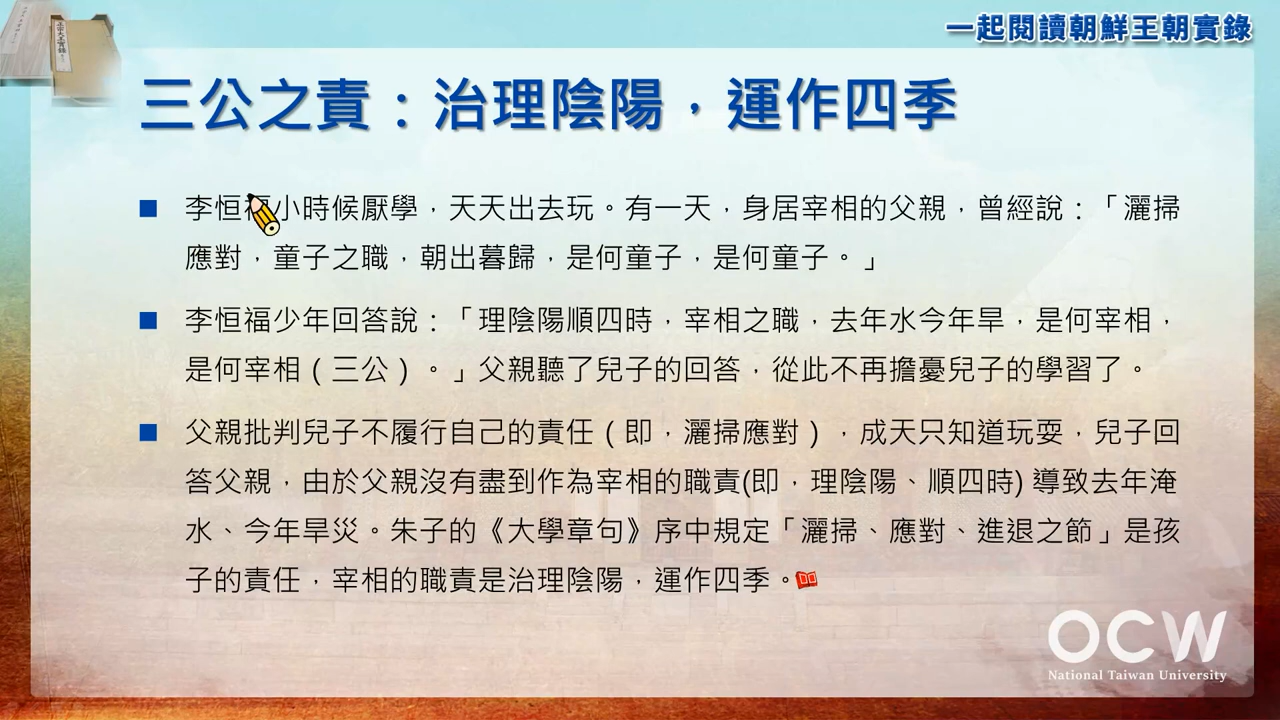 一起閱讀朝鮮王朝實錄
三公之責：治理陰陽，運作四季
李恒福小時候厭學，天天出去玩。有一天，身居宰相的父親，曾經說：「灑掃
應對，童子之職，朝出暮歸，是何童子，是何童子。」
李恒福少年回答說：「理陰陽順四時，宰相之職，去年水今年旱，是何宰相，
是何宰相（三公）。」父親聽了兒子的回答，從此不再擔憂兒子的學習了。
父親批判兒子不履行自己的責任（即，灑掃應對），成天只知道玩耍，兒子回
答父親，由於父親沒有盡到作為宰相的職責(即，理陰陽、順四時) 導致去年淹
水、今年旱災。朱子的《大學章句》序中規定「灑掃、應對、進退之節」是孩
子的責任，宰相的職責是治理陰陽，運作四季。
OCW
National Taiwan University